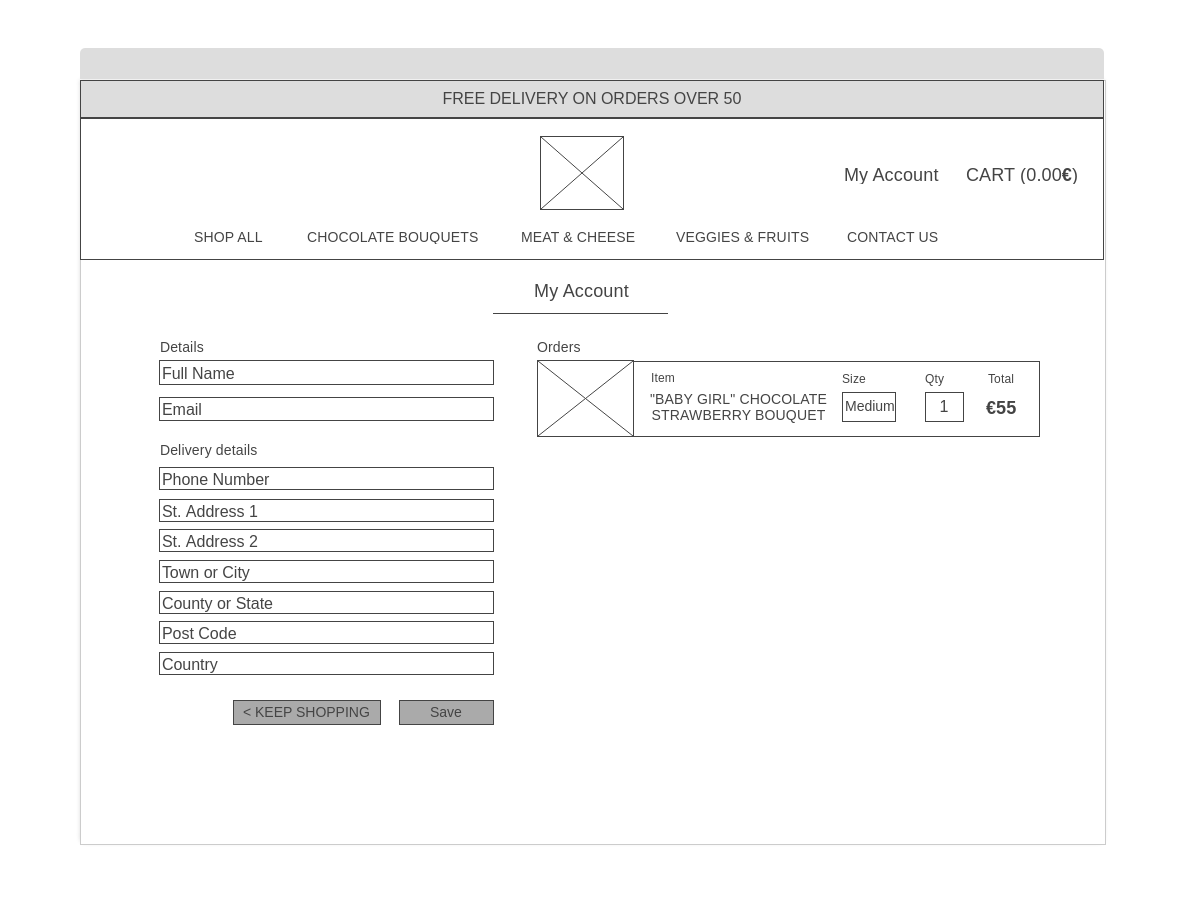 FREE DELIVERY ON ORDERS OVER 50
My Account
CART (0.00€)
SHOP ALL
CHOCOLATE BOUQUETS
MEAT & CHEESE
VEGGIES & FRUITS
CONTACT US
My Account
Details
Full Name
Email
Delivery details
Phone Number
St. Address 1
St. Address 2
Town or City
County or State
Post Code
Country
< KEEP SHOPPING
Save
Orders
Item
Size
Qty
Total
"BABY GIRL" CHOCOLATE
STRAWBERRY BOUQUET
Medium
1
€55